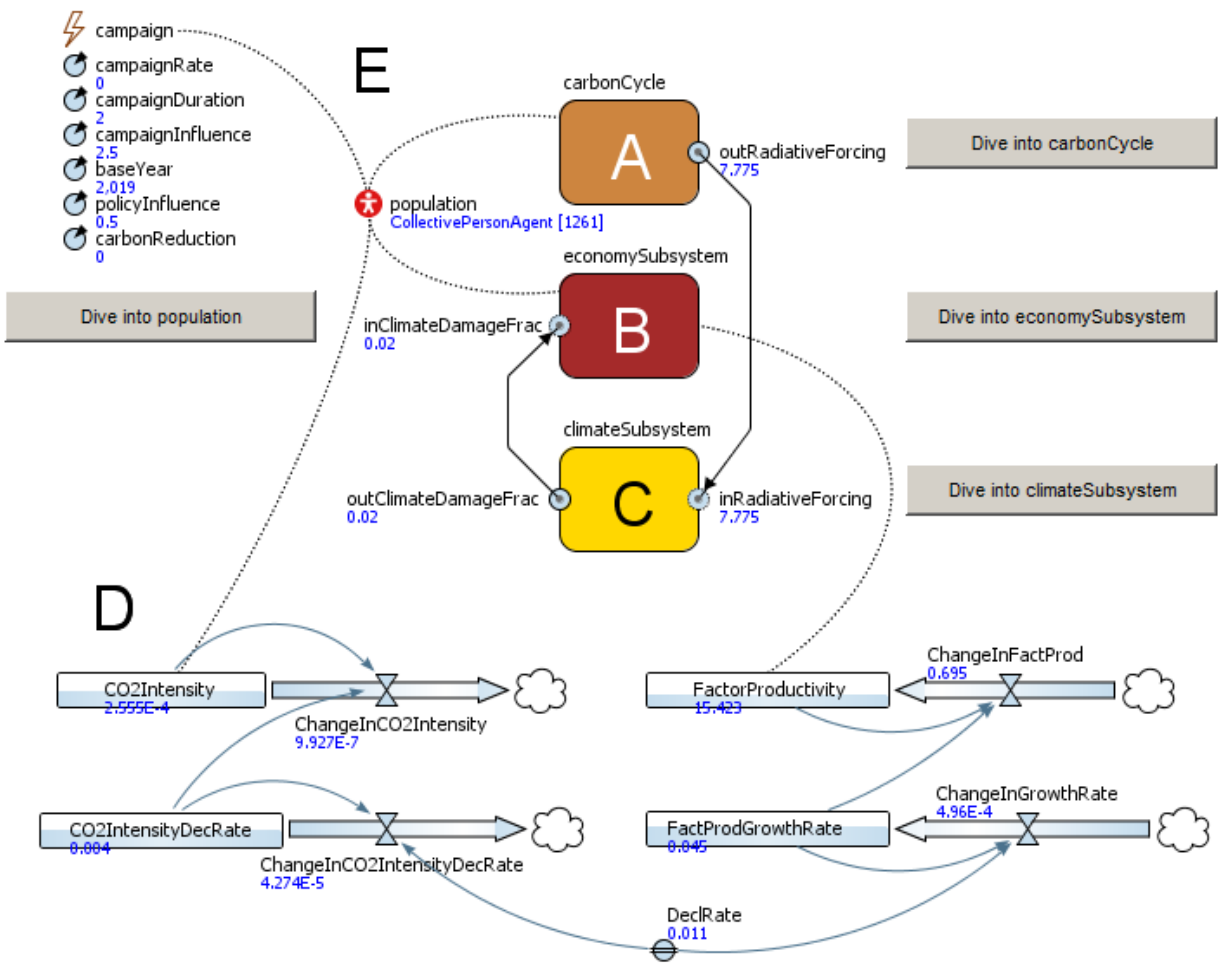 campaign
campaignRate
0
campaignDuration
2
campaignInfluence
2.5
baseYear
2,019
policyInfluence
0.5
carbonReduction
0
E
carbonCycle
A
outRadiativeForcing
7.775
Dive into carbonCycle
population
CollectivePersonAgent [1261]
economySubsystem
Dive into population
inClimateDamageFrac
0.02
B
Dive into economySubsystem
climateSubsystem
outClimateDamageFrac
0.02
C
inRadiativeForcing
7.775
Dive into climateSubsystem
D
CO2Intensity
2.555E-4
ChangeInCO2Intensity
9.927E-7
FactorProductivity
15.423
ChangeInFactProd
0.695
CO2IntensityDecRate
0.004
ChangeInCO2IntensityDecRate
4.274E-5
FactProdGrowthRate
0.045
ChangeInGrowthRate
4.96E-4
DeclRate
0.011